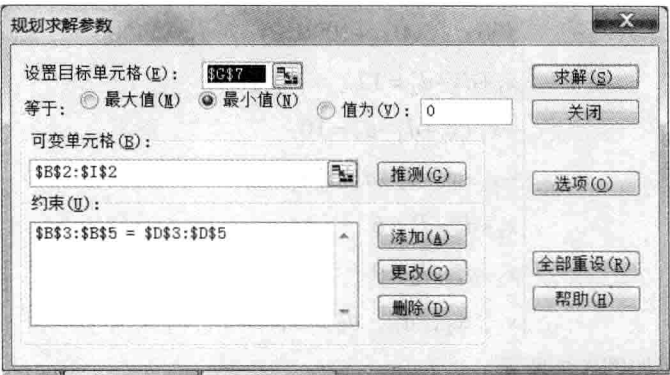 规划求解参数
设置目标单元格(E): $G$7 求解(S)
等于: 最大值(M) 最小值(N) 值为(V): 0 关闭
可变单元格(B):
$B$2:$I$2 推测(G) 选项(O)
约束(U):
$B$3:$B$5 = $D$3:$D$5 添加(A)
更改(C) 全部重设(R)
删除(D) 帮助(H)